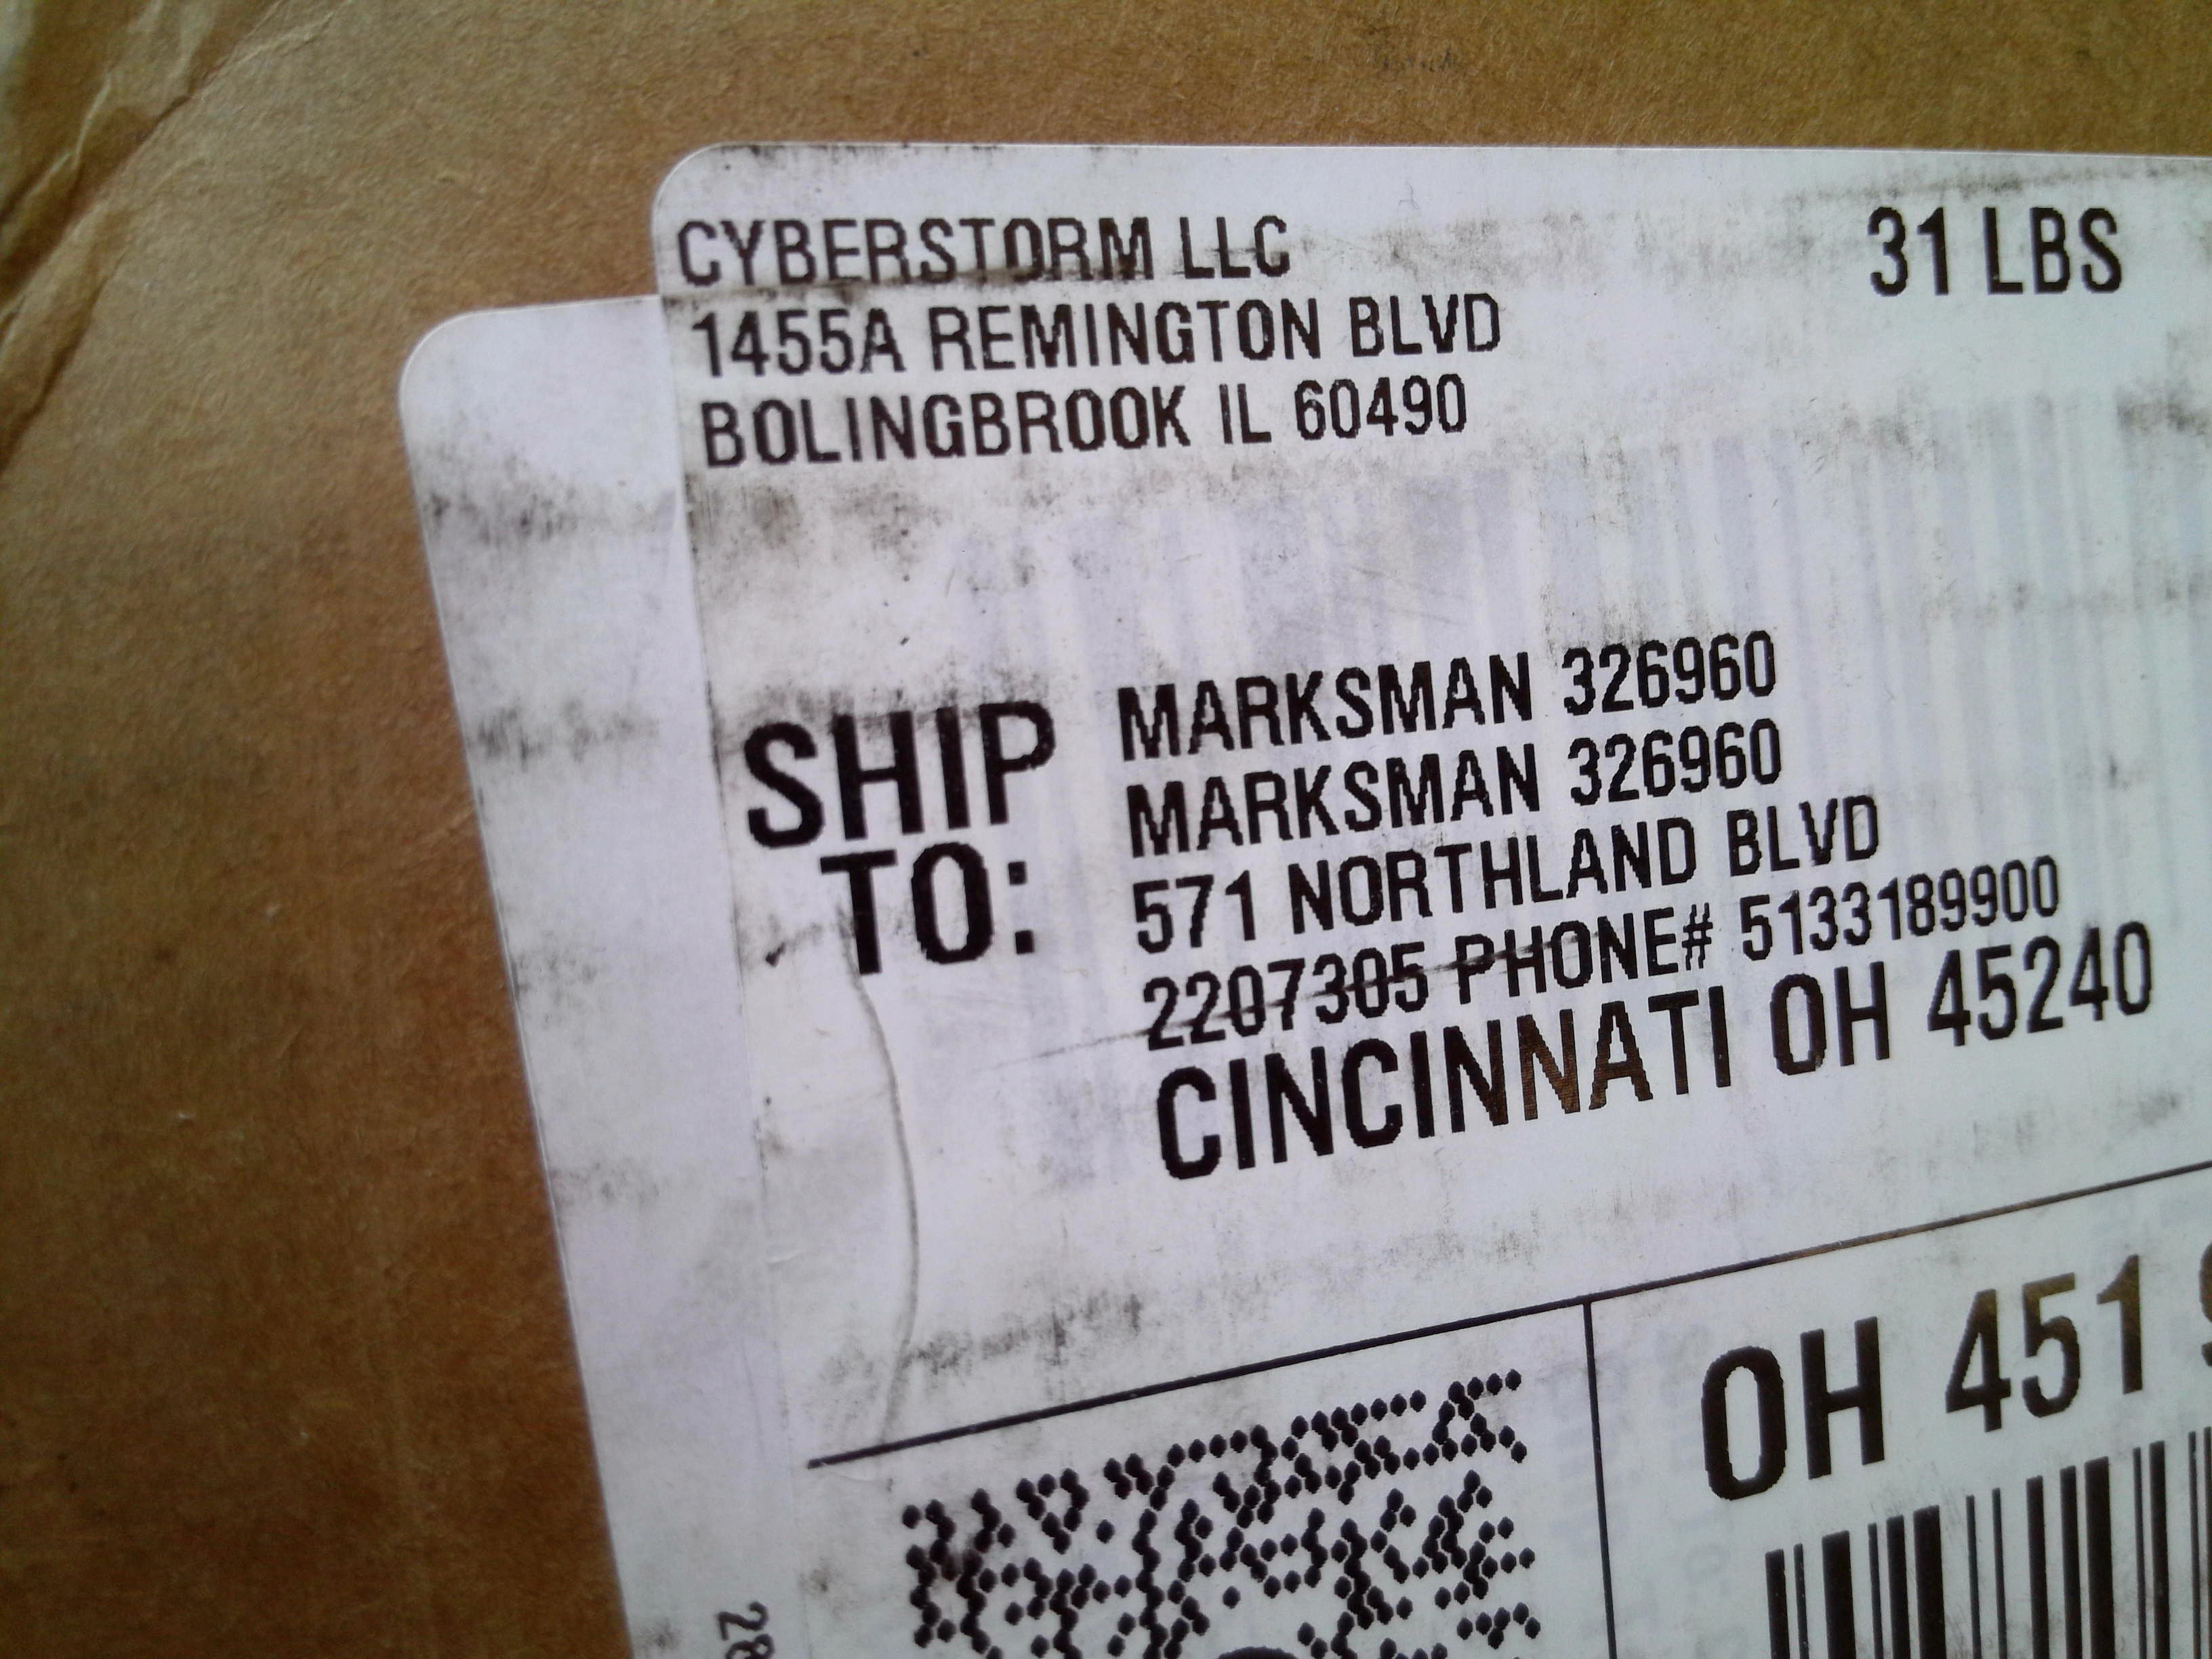 CYBERSTORM LLC
31 LBS
1455A REMINGTON BLVD
BOLINGBROOK IL 60490
SHIP TO:
MARKSMAN 326960
MARKSMAN 326960
571 NORTHLAND BLVD
2207305 PHONE# 5133189900
CINCINNATI OH 45240
OH 451
28